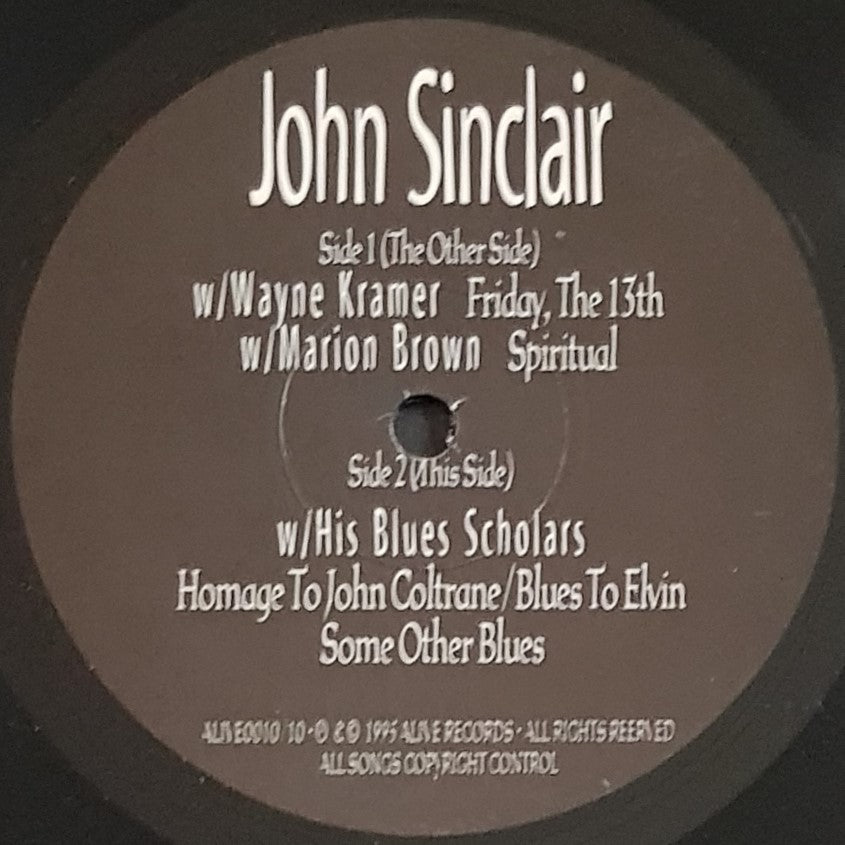 John Sinclair
Side 1 (The Other Side)
w/Wayne Kramer Friday, The 13th
w/Marion Brown Spiritual
Side 2 (This Side)
w/His Blues Scholars
Homage To John Coltrane/Blues To Elvin
Some Other Blues
ALIVE0010/10 · ℗ & © 1995 ALIVE RECORDS · ALL RIGHTS REERVED
ALL SONGS COPYRIGHT CONTROL